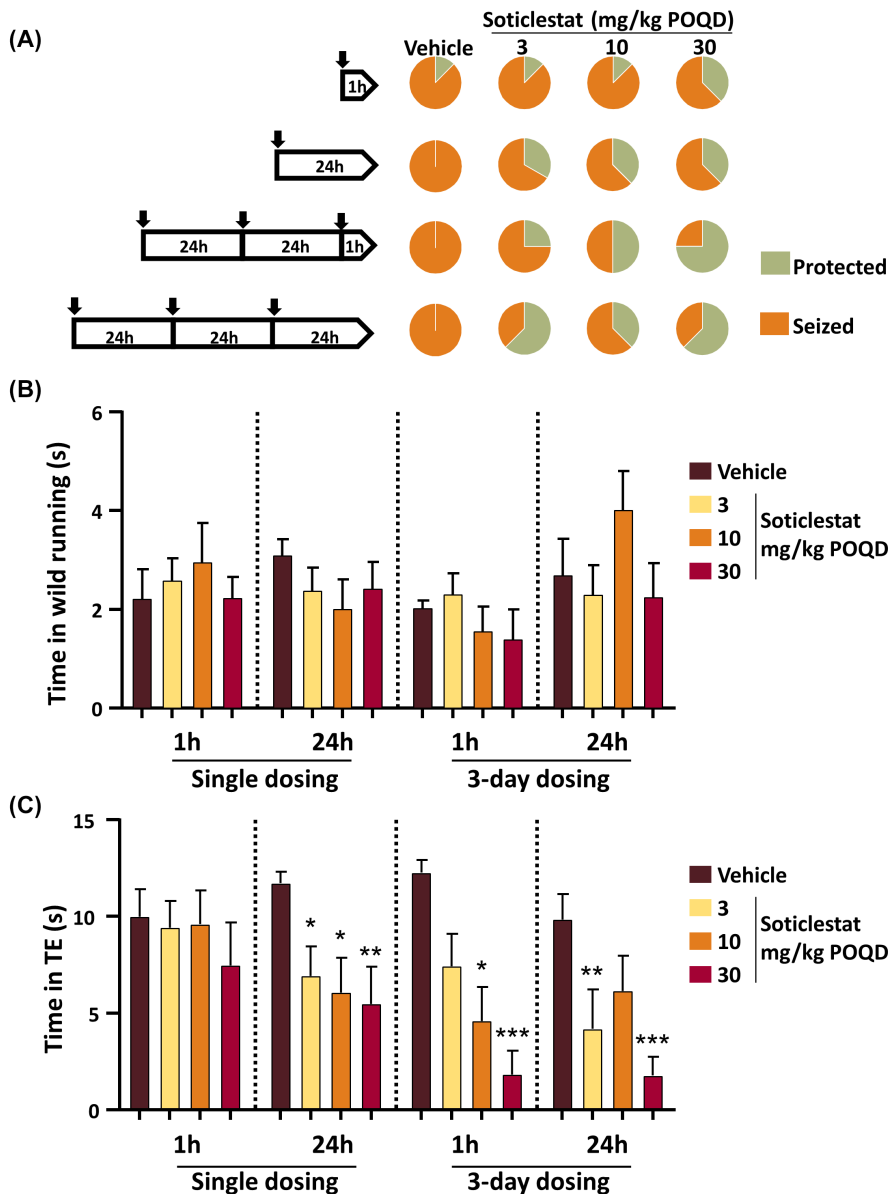 (A)
Soticlestat (mg/kg POQD)
Vehicle 3 10 30
1h
24h
24h 24h 1h
24h 24h 24h
Protected
Seized
(B)
Time in wild running (s)
6
4
2
0
1h 24h 1h 24h
Single dosing 3-day dosing
Vehicle
3
10
30
Soticlestat
mg/kg POQD
(C)
Time in TE (s)
15
10
5
0
* * ** * *** ** ***
1h 24h 1h 24h
Single dosing 3-day dosing
Vehicle
3
10
30
Soticlestat
mg/kg POQD